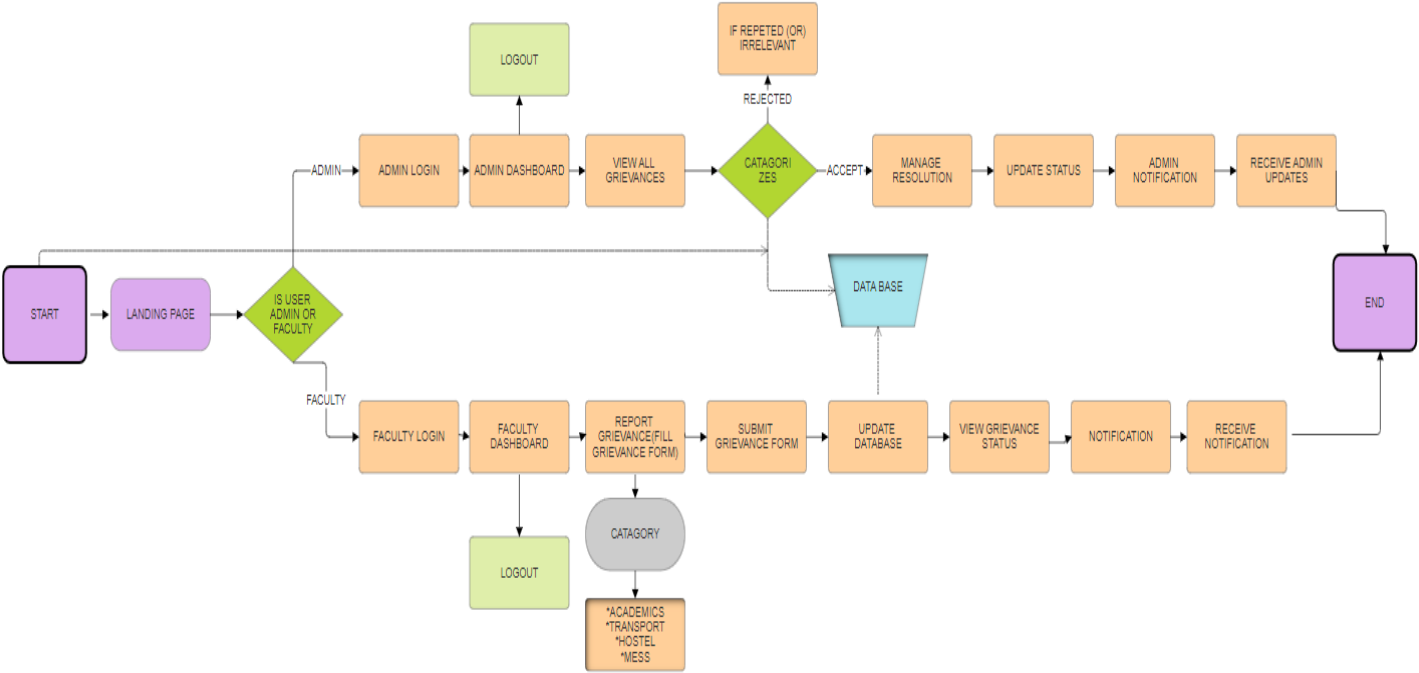 IF REPETED (OR)
IRRELEVANT
LOGOUT
REJECTED
ADMIN
ADMIN LOGIN
ADMIN DASHBOARD
VIEW ALL
GRIEVANCES
CATAGORI
ZES
ACCEPT
MANAGE
RESOLUTION
UPDATE STATUS
ADMIN
NOTIFICATION
RECEIVE ADMIN
UPDATES
START
LANDING PAGE
IS USER
ADMIN OR
FACULTY
DATA BASE
END
FACULTY
FACULTY LOGIN
FACULTY
DASHBOARD
REPORT
GRIEVANCE(FILL
GRIEVANCE FORM)
SUBMIT
GRIEVANCE FORM
UPDATE
DATABASE
VIEW GRIEVANCE
STATUS
NOTIFICATION
RECEIVE
NOTIFICATION
CATAGORY
LOGOUT
*ACADEMICS
*TRANSPORT
*HOSTEL
*MESS